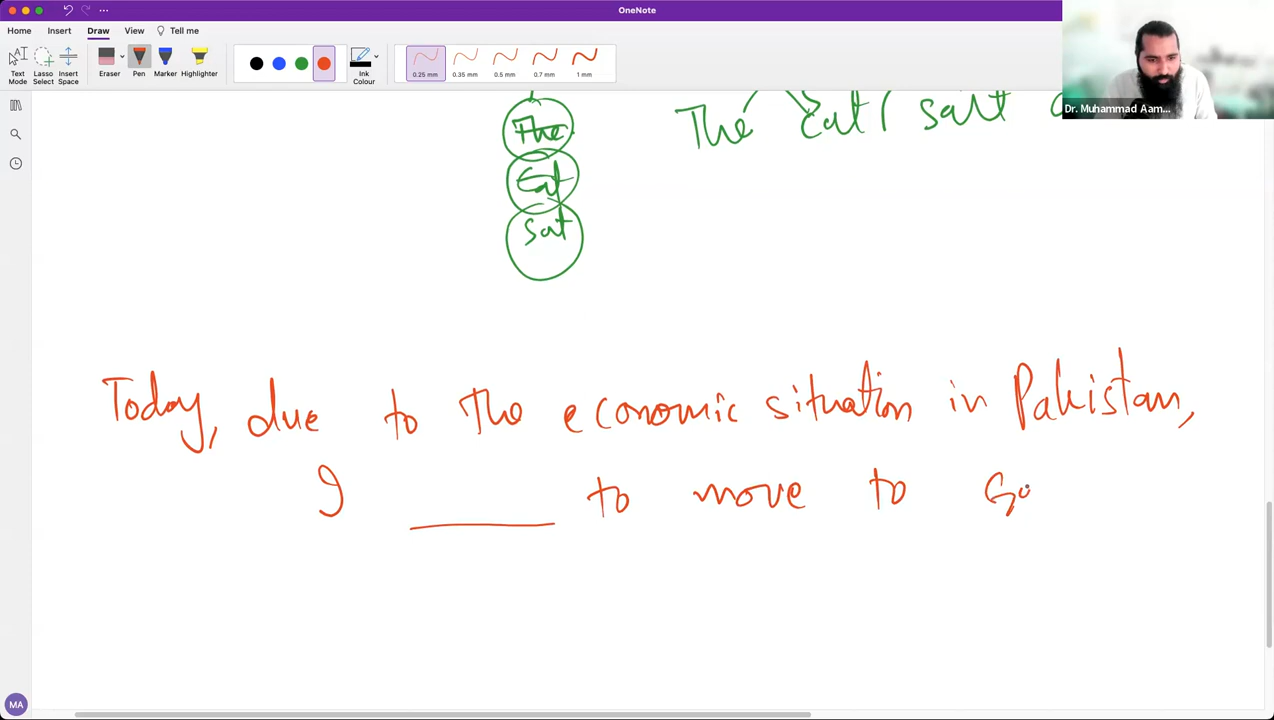 OneNote
Home Insert Draw View Tell me
Text Mode
Lasso Select
Insert Space
Eraser
Pen
Marker
Highlighter
Ink Colour
0.25 mm
0.35 mm
0.5 mm
0.7 mm
1 mm
Dr. Muhammad Aam...
The
Cat
Sat
The cat
Today, due to the economic situation in Pakistan,
I ______ to move to
MA